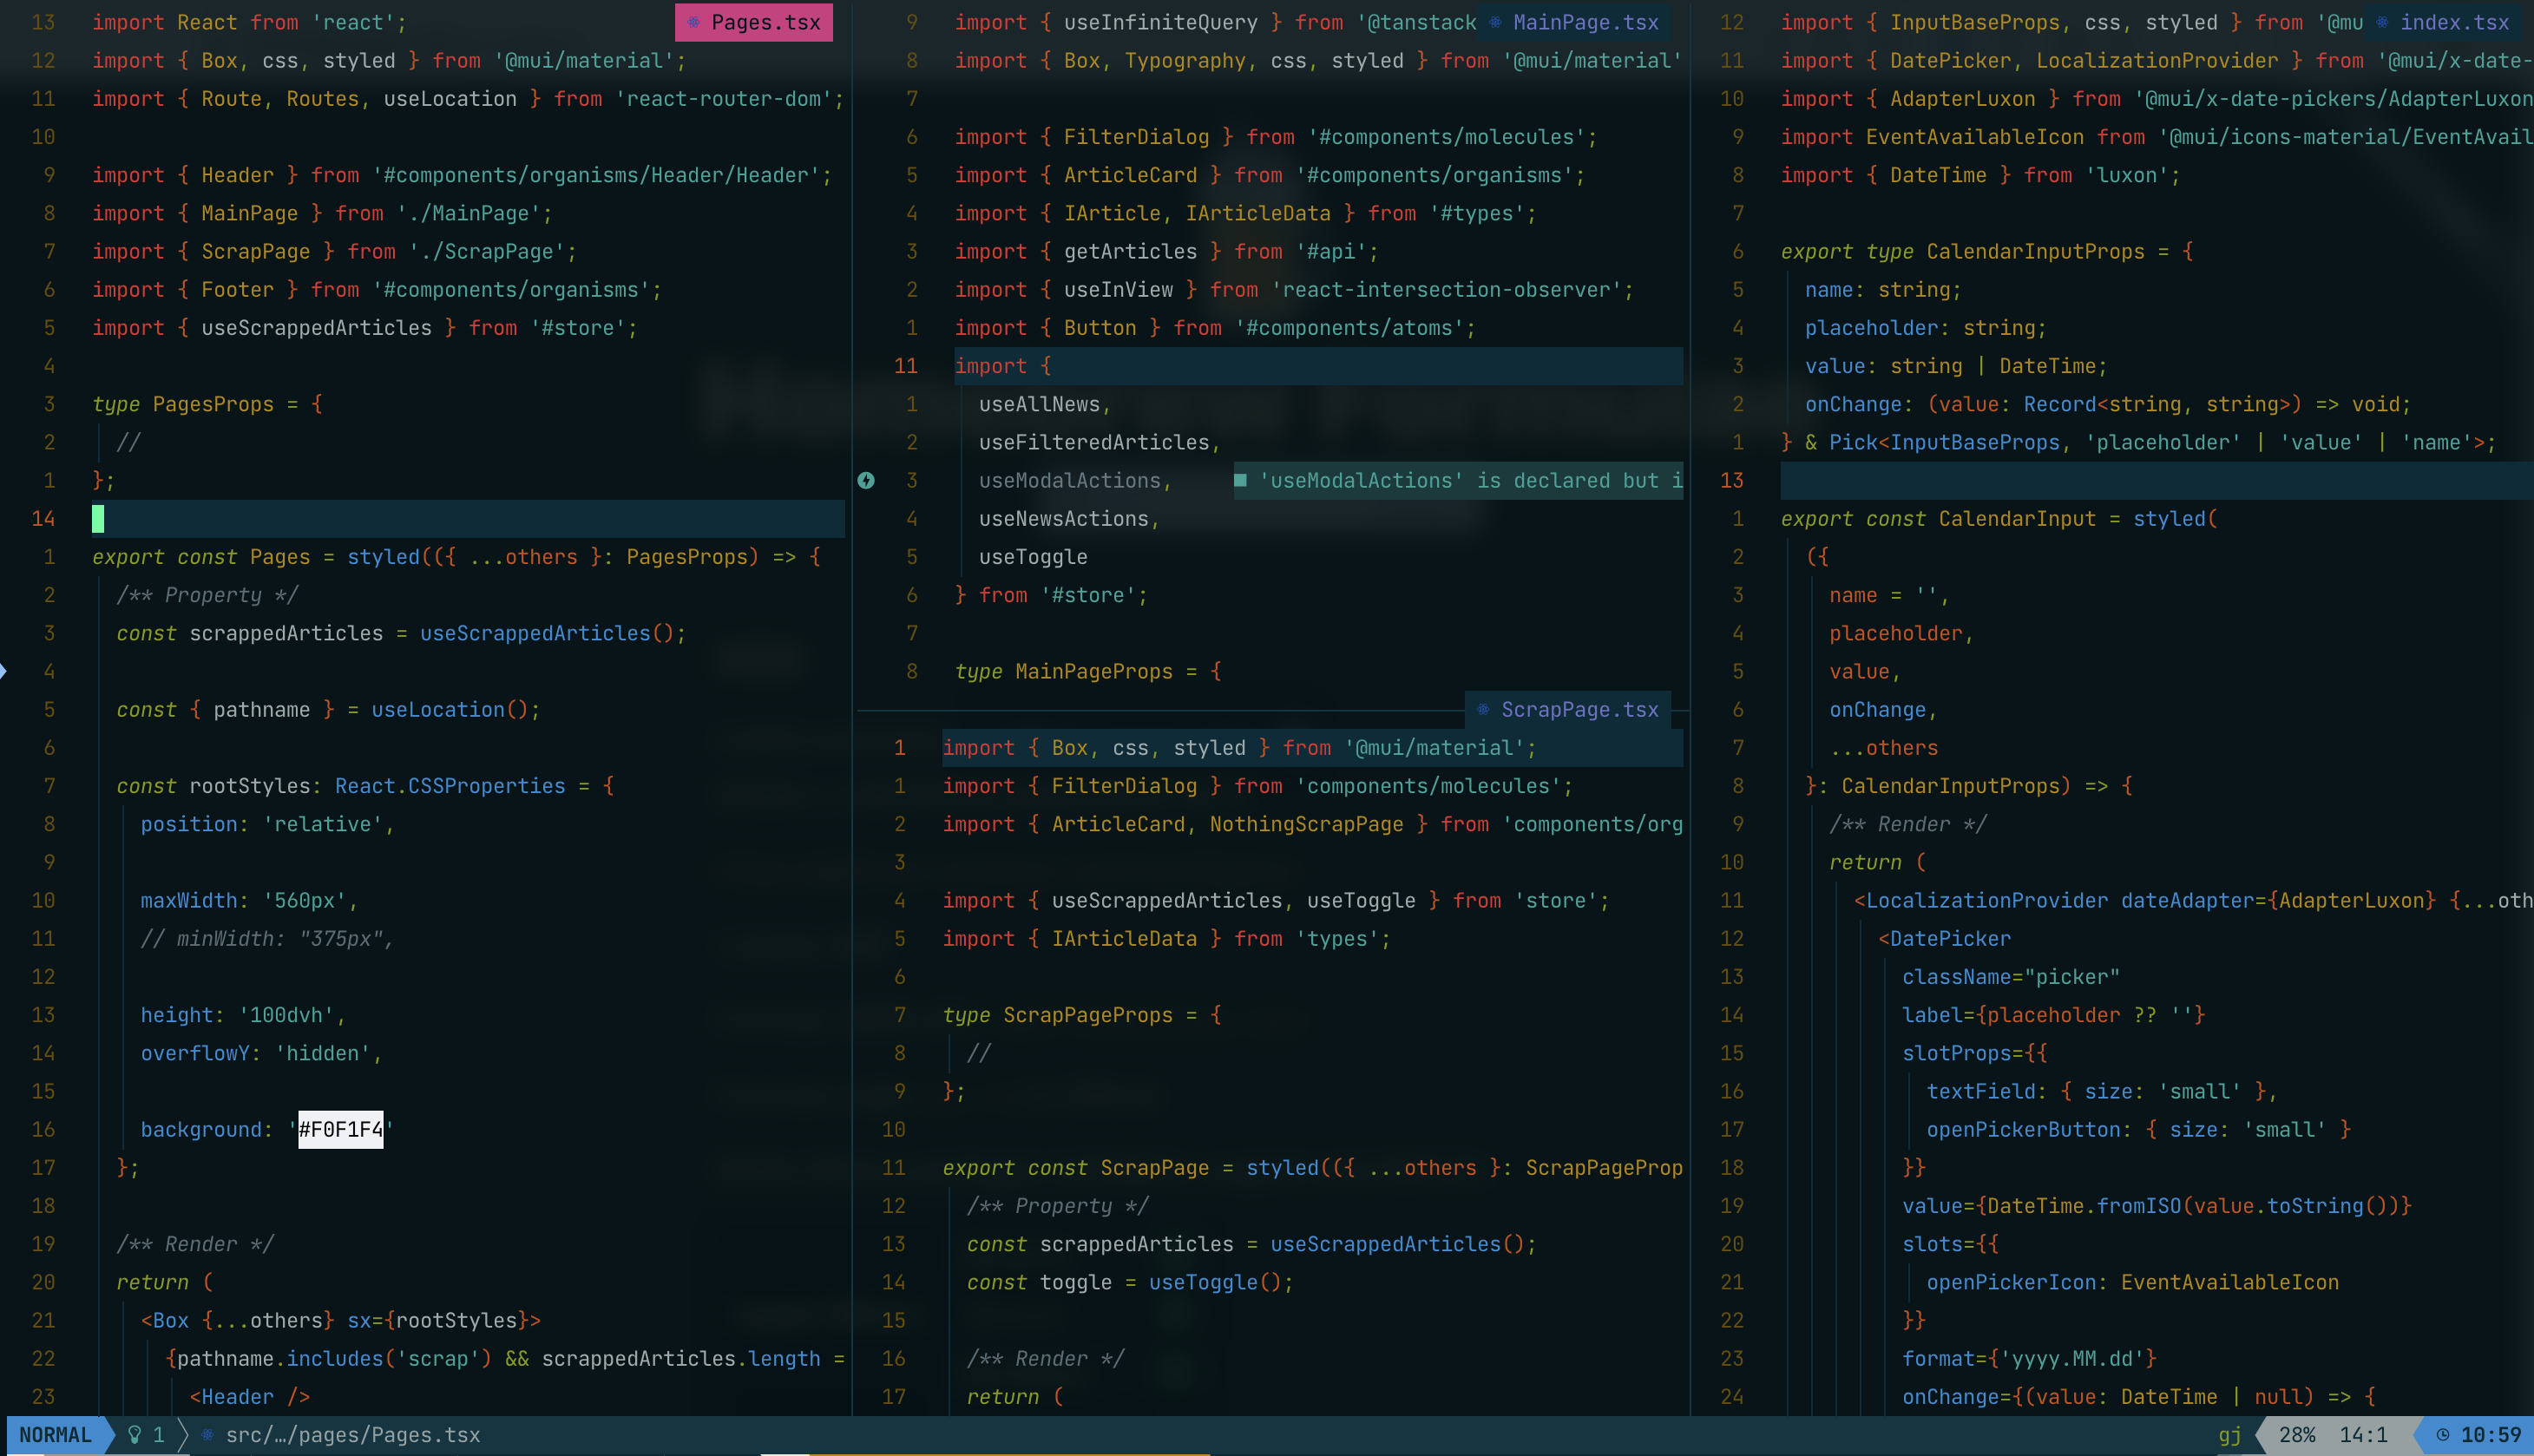 Pages.tsx
13 import React from 'react';
12 import { Box, css, styled } from '@mui/material';
11 import { Route, Routes, useLocation } from 'react-router-dom';
10
9 import { Header } from '#components/organisms/Header/Header';
8 import { MainPage } from './MainPage';
7 import { ScrapPage } from './ScrapPage';
6 import { Footer } from '#components/organisms';
5 import { useScrappedArticles } from '#store';
4
3 type PagesProps = {
2 //
1 };
14
1 export const Pages = styled(({ ...others }: PagesProps) => {
2 /** Property */
3 const scrappedArticles = useScrappedArticles();
4
5 const { pathname } = useLocation();
6
7 const rootStyles: React.CSSProperties = {
8 position: 'relative',
9
10 maxWidth: '560px',
11 // minWidth: "375px",
12
13 height: '100dvh',
14 overflowY: 'hidden',
15
16 background: '#F0F1F4'
17 };
18
19 /** Render */
20 return (
21 <Box {...others} sx={rootStyles}>
22 {pathname.includes('scrap') && scrappedArticles.length =
23 <Header />
MainPage.tsx
9 import { useInfiniteQuery } from '@tanstack
8 import { Box, Typography, css, styled } from '@mui/material'
7
6 import { FilterDialog } from '#components/molecules';
5 import { ArticleCard } from '#components/organisms';
4 import { IArticle, IArticleData } from '#types';
3 import { getArticles } from '#api';
2 import { useInView } from 'react-intersection-observer';
1 import { Button } from '#components/atoms';
11 import {
1 useAllNews,
2 useFilteredArticles,
3 useModalActions, ■ 'useModalActions' is declared but i
4 useNewsActions,
5 useToggle
6 } from '#store';
7
8 type MainPageProps = {
ScrapPage.tsx
1 import { Box, css, styled } from '@mui/material';
1 import { FilterDialog } from 'components/molecules';
2 import { ArticleCard, NothingScrapPage } from 'components/org
3
4 import { useScrappedArticles, useToggle } from 'store';
5 import { IArticleData } from 'types';
6
7 type ScrapPageProps = {
8 //
9 };
10
11 export const ScrapPage = styled(({ ...others }: ScrapPageProp
12 /** Property */
13 const scrappedArticles = useScrappedArticles();
14 const toggle = useToggle();
15
16 /** Render */
17 return (
index.tsx
12 import { InputBaseProps, css, styled } from '@mu
11 import { DatePicker, LocalizationProvider } from '@mui/x-date-
10 import { AdapterLuxon } from '@mui/x-date-pickers/AdapterLuxon
9 import EventAvailableIcon from '@mui/icons-material/EventAvail
8 import { DateTime } from 'luxon';
7
6 export type CalendarInputProps = {
5 name: string;
4 placeholder: string;
3 value: string | DateTime;
2 onChange: (value: Record<string, string>) => void;
1 } & Pick<InputBaseProps, 'placeholder' | 'value' | 'name'>;
13
1 export const CalendarInput = styled(
2 ({
3 name = '',
4 placeholder,
5 value,
6 onChange,
7 ...others
8 }: CalendarInputProps) => {
9 /** Render */
10 return (
11 <LocalizationProvider dateAdapter={AdapterLuxon} {...oth
12 <DatePicker
13 className="picker"
14 label={placeholder ?? ''}
15 slotProps={{
16 textField: { size: 'small' },
17 openPickerButton: { size: 'small' }
18 }}
19 value={DateTime.fromISO(value.toString())}
20 slots={{
21 openPickerIcon: EventAvailableIcon
22 }}
23 format={'yyyy.MM.dd'}
24 onChange={(value: DateTime | null) => {
NORMAL 1 src/…/pages/Pages.tsx gj 28% 14:1 10:59